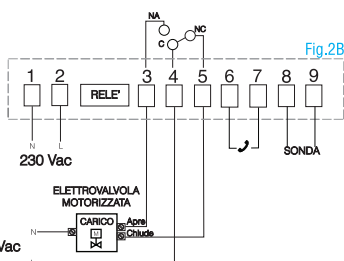 NA
NC
C
Fig.2B
1 2 3 4 5 6 7 8 9
RELE'
N L
230 Vac
SONDA
ELETTROVALVOLA
MOTORIZZATA
CARICO
Apre
Chiude
M
N
Vac